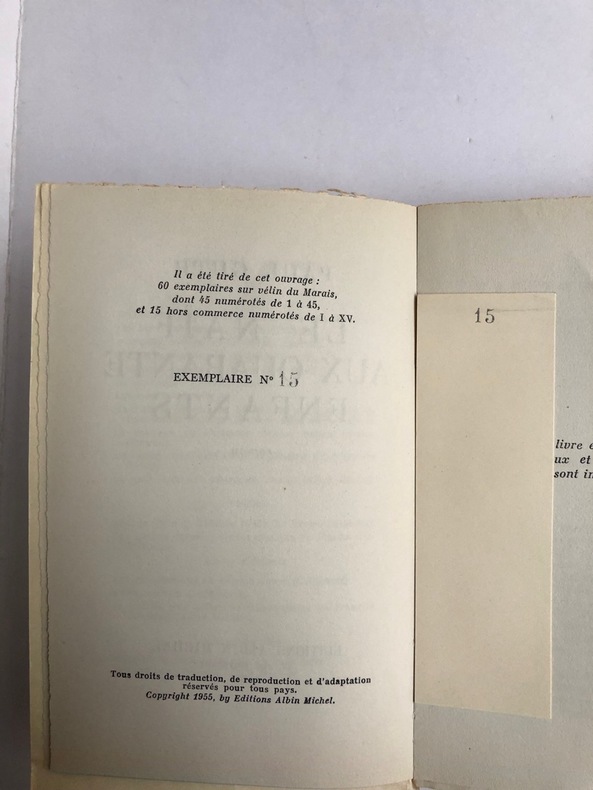 Il a été tiré de cet ouvrage :
60 exemplaires sur vélin du Marais,
dont 45 numérotés de 1 à 45,
et 15 hors commerce numérotés de I à XV.
EXEMPLAIRE Nº 15
Tous droits de traduction, de reproduction et d'adaptation
réservés pour tous pays.
Copyright 1955, by Editions Albin Michel.
15
livre
ux et
sont